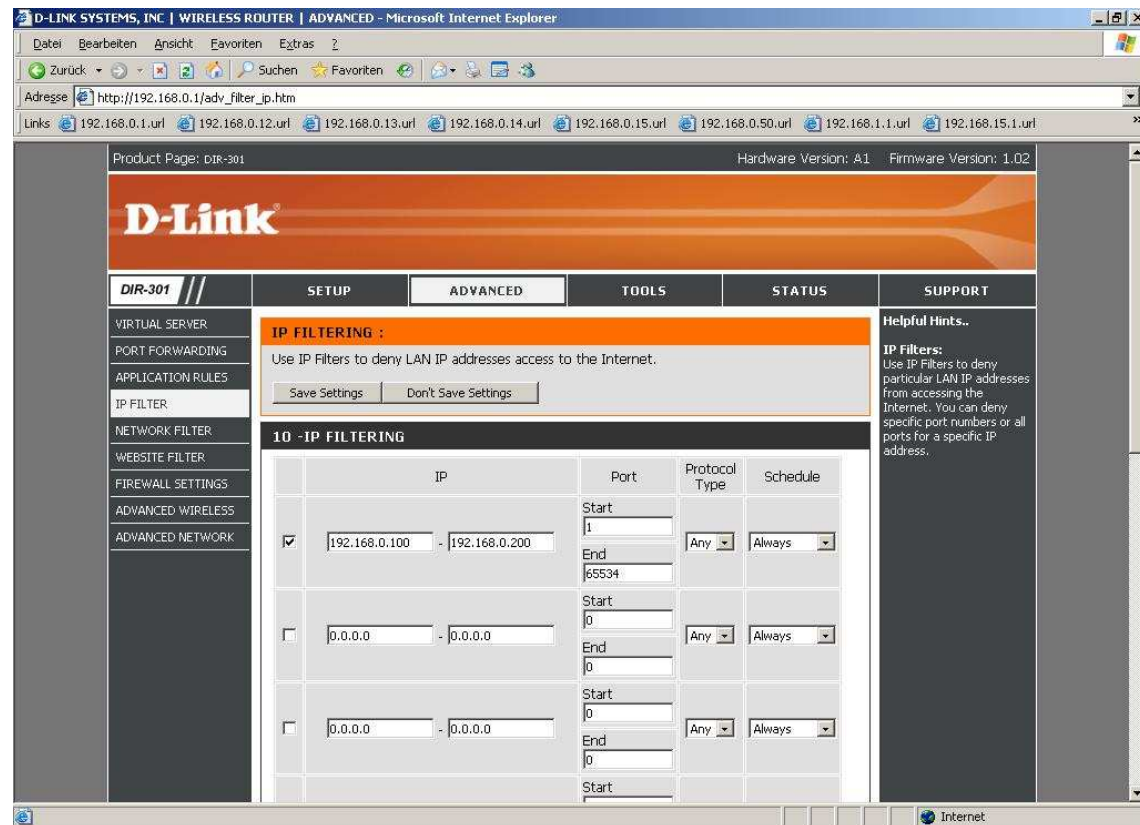 D-LINK SYSTEMS, INC | WIRELESS ROUTER | ADVANCED - Microsoft Internet Explorer
Datei Bearbeiten Ansicht Favoriten Extras ?
Zurück Suchen Favoriten
Adresse http://192.168.0.1/adv_filter_ip.htm
Links 192.168.0.1.url 192.168.0.12.url 192.168.0.13.url 192.168.0.14.url 192.168.0.15.url 192.168.0.50.url 192.168.1.1.url 192.168.15.1.url »
Product Page: DIR-301 Hardware Version: A1 Firmware Version: 1.02
D-Link®
DIR-301 SETUP ADVANCED TOOLS STATUS SUPPORT
VIRTUAL SERVER
PORT FORWARDING
APPLICATION RULES
IP FILTER
NETWORK FILTER
WEBSITE FILTER
FIREWALL SETTINGS
ADVANCED WIRELESS
ADVANCED NETWORK
IP FILTERING :
Use IP Filters to deny LAN IP addresses access to the Internet.
Save Settings Don't Save Settings
10 -IP FILTERING
IP Port Protocol Type Schedule
Start
1
192.168.0.100 - 192.168.0.200 Any Always
End
65534
Start
0
0.0.0.0 - 0.0.0.0 Any Always
End
0
Start
0
0.0.0.0 - 0.0.0.0 Any Always
End
0
Start
Helpful Hints..
IP Filters:
Use IP Filters to deny
particular LAN IP addresses
from accessing the
Internet. You can deny
specific port numbers or all
ports for a specific IP
address.
Internet